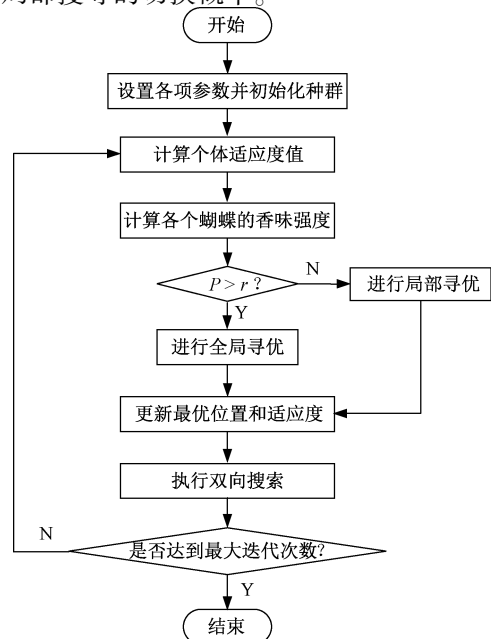 开始
设置各项参数并初始化种群
计算个体适应度值
计算各个蝴蝶的香味强度
P > r ?
N
进行局部寻优
Y
进行全局寻优
更新最优位置和适应度
执行双向搜索
N
是否达到最大迭代次数?
Y
结束